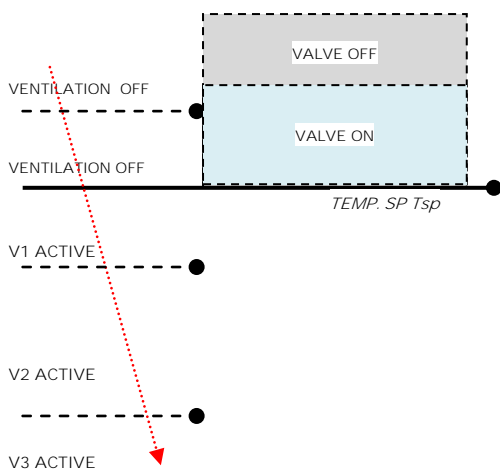 VALVE OFF
VENTILATION OFF
VALVE ON
VENTILATION OFF
TEMP. SP Tsp
V1 ACTIVE
V2 ACTIVE
V3 ACTIVE